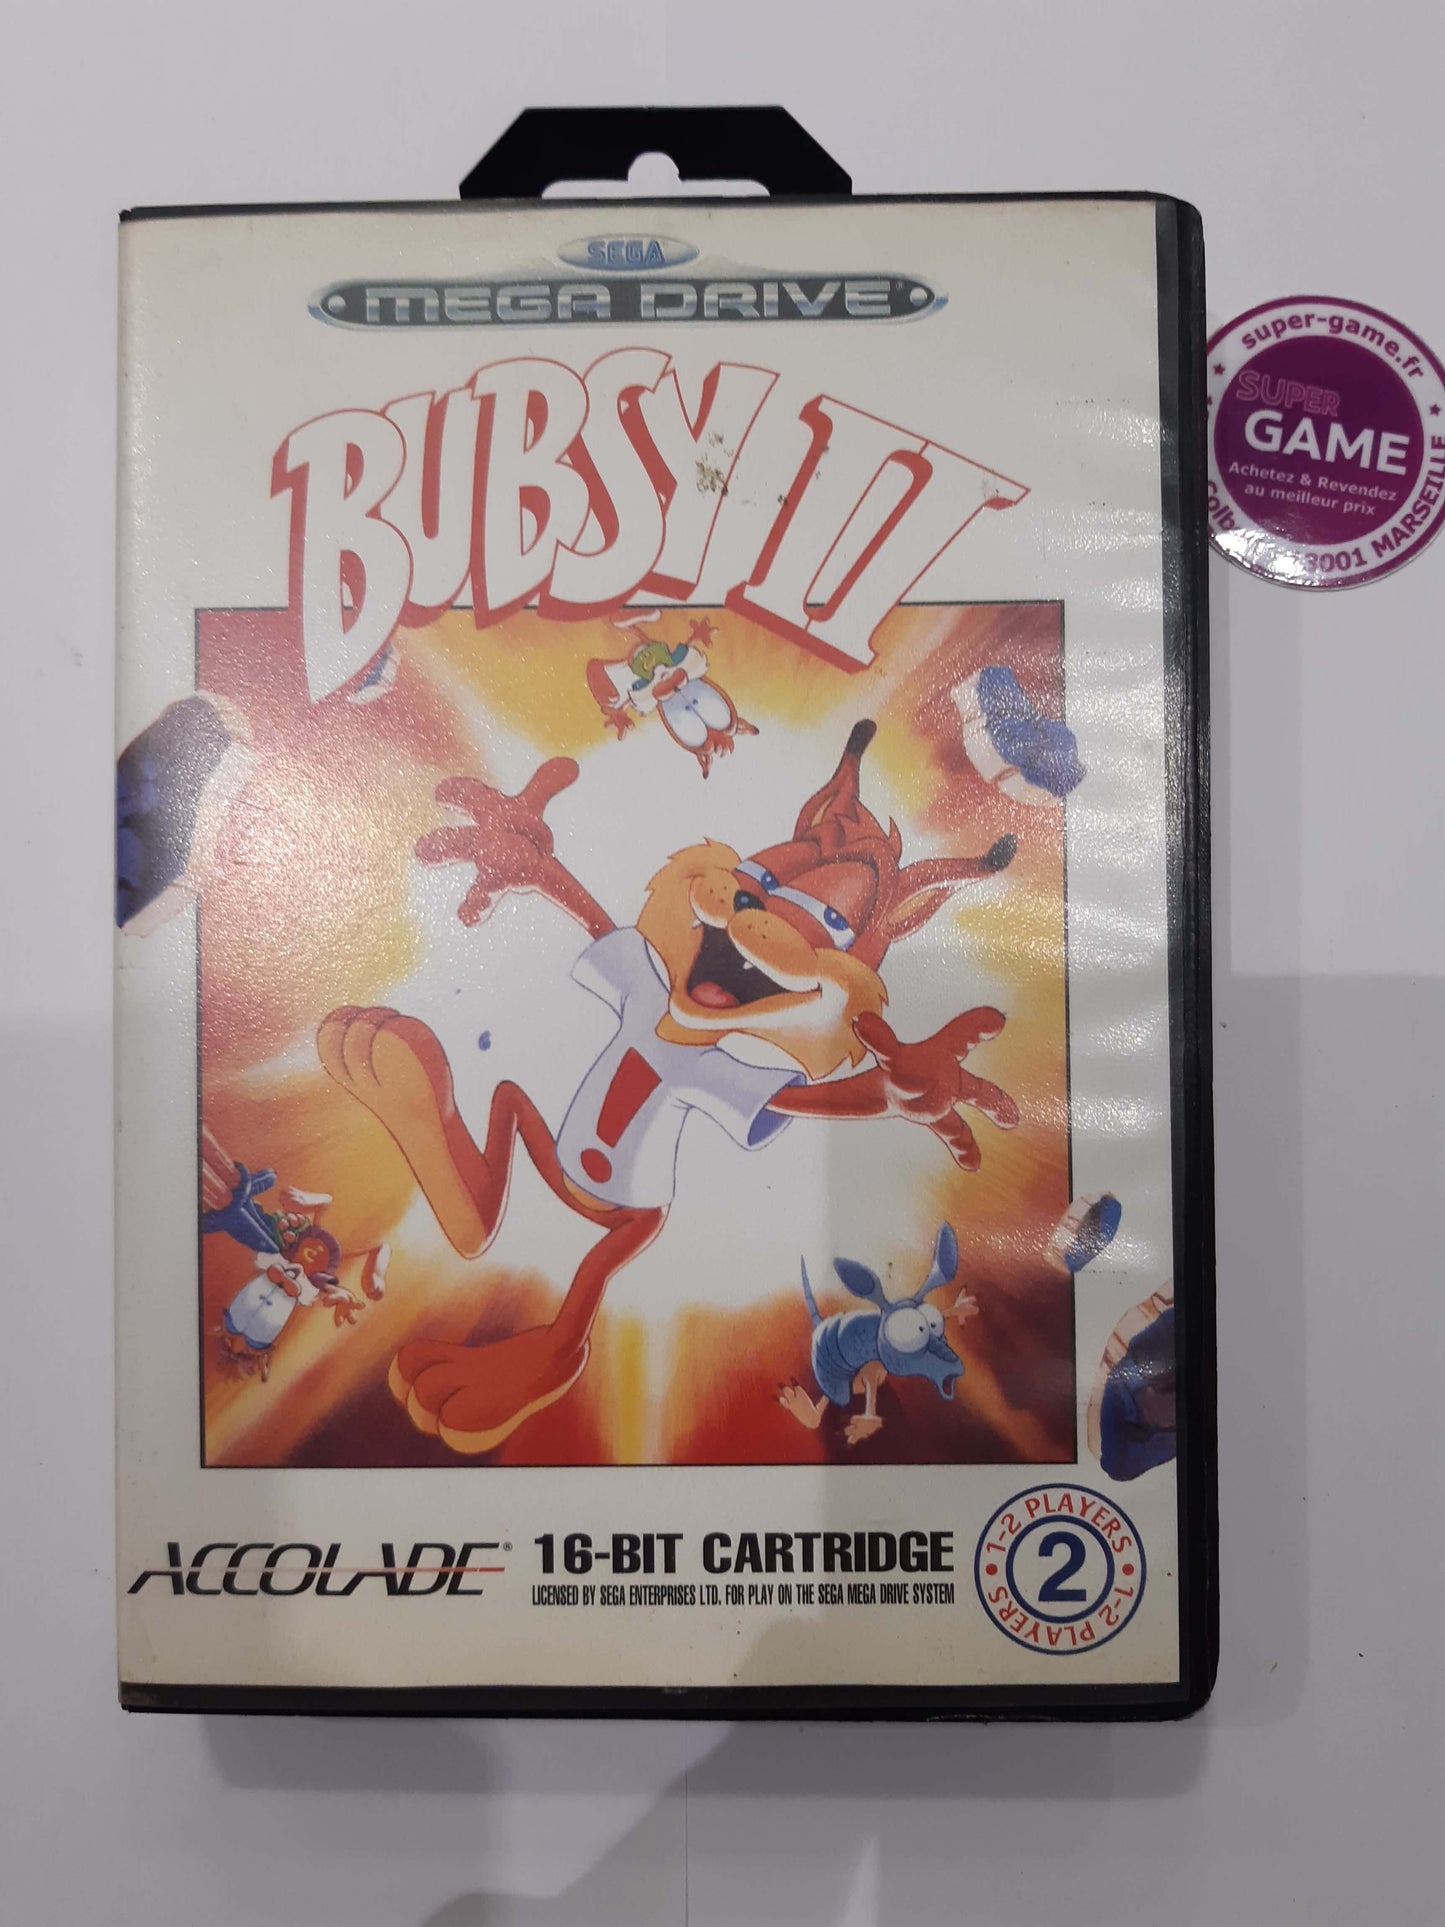 SEGA
MEGA DRIVE®
BUBSY II
super-game.fr
SUPER
GAME
Achetez & Revendez
au meilleur prix
13001 MARSEILLE
!
ACCOLADE®
16-BIT CARTRIDGE
LICENSED BY SEGA ENTERPRISES LTD. FOR PLAY ON THE SEGA MEGA DRIVE SYSTEM
1-2 PLAYERS
2
1-2 PLAYERS